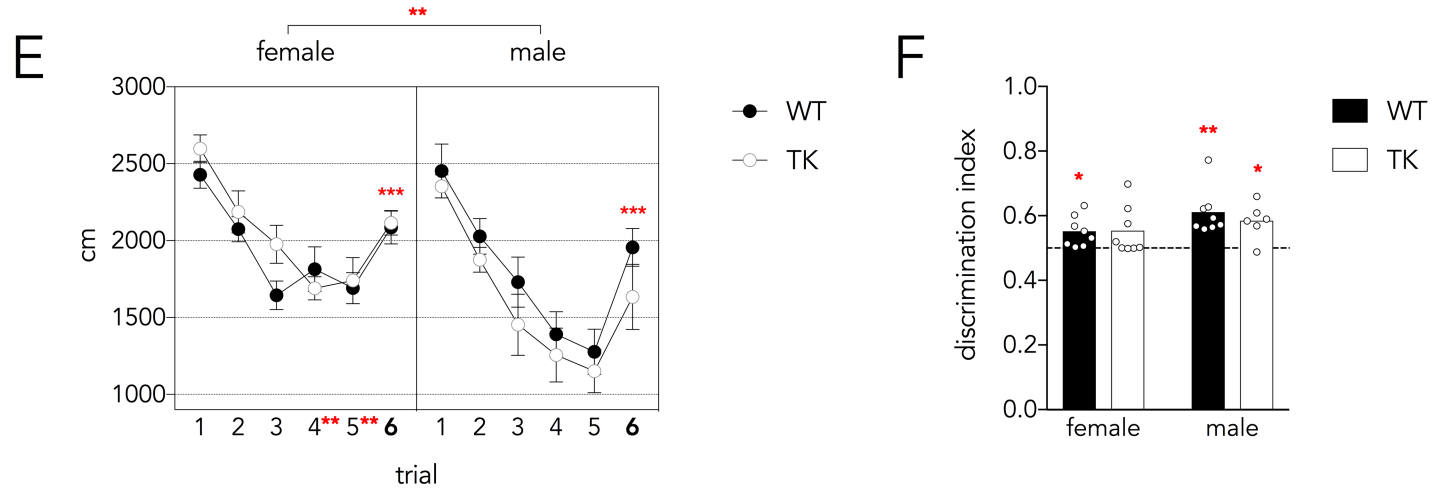 E
**
female male
3000
2500
2000
1500
1000
cm
***
***
1 2 3 4** 5** 6 1 2 3 4 5 6
trial
WT
TK
F
1.0
0.8
0.6
0.4
0.2
0.0
discrimination index
*
**
*
female male
WT
TK